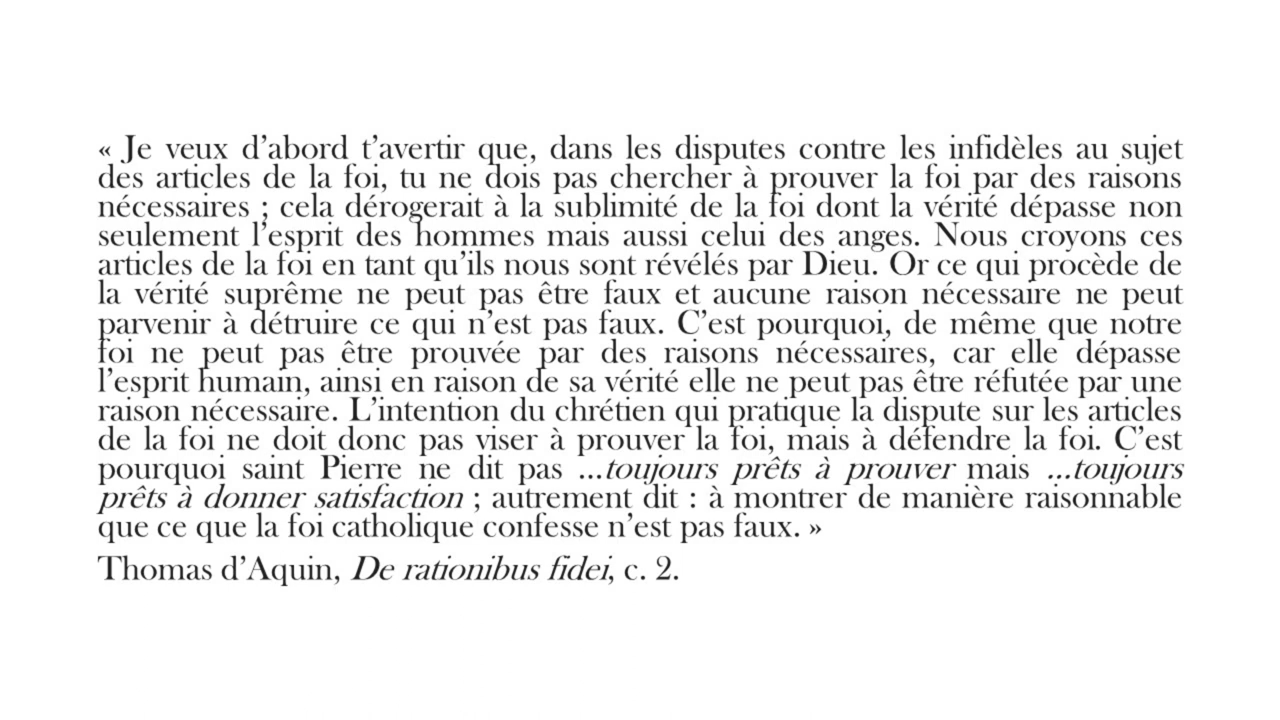 « Je veux d’abord t’avertir que, dans les disputes contre les infidèles au sujet
des articles de la foi, tu ne dois pas chercher à prouver la foi par des raisons
nécessaires ; cela dérogerait à la sublimité de la foi dont la vérité dépasse non
seulement l’esprit des hommes mais aussi celui des anges. Nous croyons ces
articles de la foi en tant qu’ils nous sont révélés par Dieu. Or ce qui procède de
la vérité suprême ne peut pas être faux et aucune raison nécessaire ne peut
parvenir à détruire ce qui n’est pas faux. C’est pourquoi, de même que notre
foi ne peut pas être prouvée par des raisons nécessaires, car elle dépasse
l’esprit humain, ainsi en raison de sa vérité elle ne peut pas être réfutée par une
raison nécessaire. L’intention du chrétien qui pratique la dispute sur les articles
de la foi ne doit donc pas viser à prouver la foi, mais à défendre la foi. C’est
pourquoi saint Pierre ne dit pas ...toujours prêts à prouver mais ...toujours
prêts à donner satisfaction ; autrement dit : à montrer de manière raisonnable
que ce que la foi catholique confesse n’est pas faux. »
Thomas d’Aquin, De rationibus fidei, c. 2.